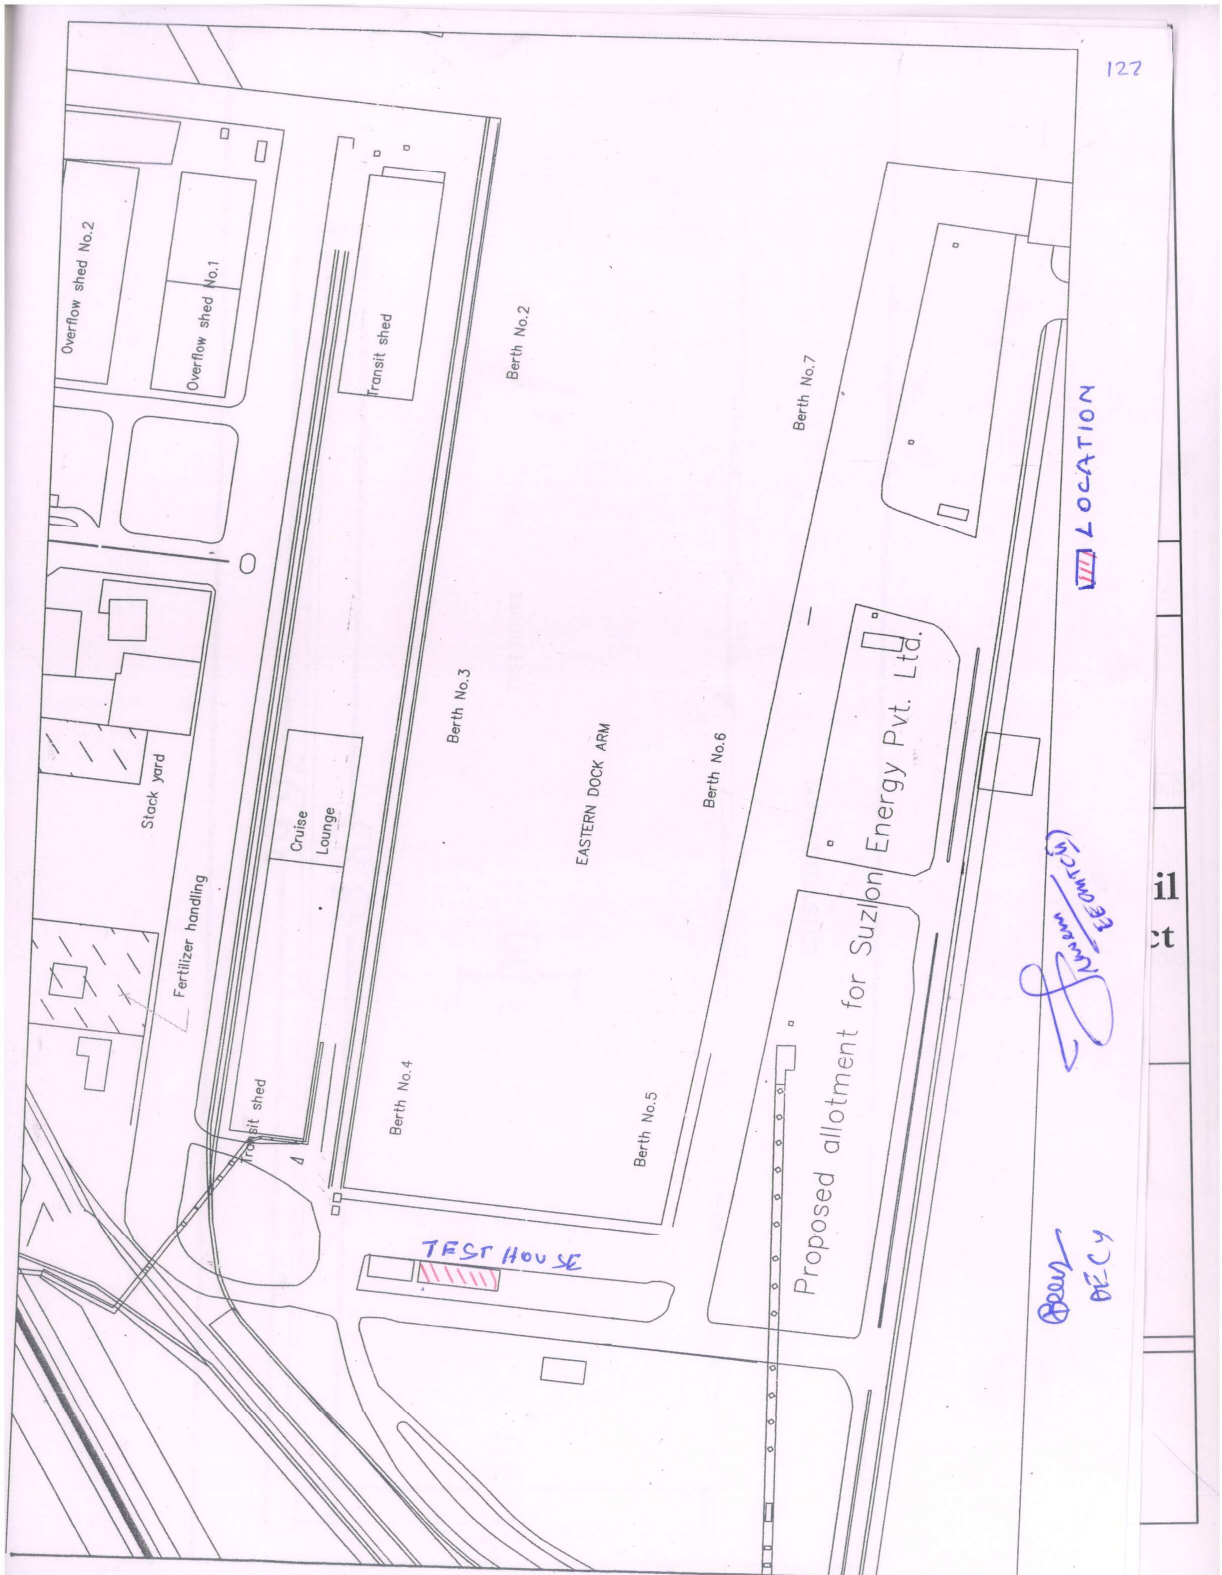 127
Overflow shed No.2
Overflow shed No.1
Transit shed
Berth No.2
Berth No.7
LOCATION
Stack yard
Fertilizer handling
Cruise
Lounge
Berth No.3
EASTERN DOCK ARM
Berth No.6
Proposed allotment for Suzlon Energy Pvt. Ltd.
Transit shed
Berth No.4
Berth No.5
TEST HOUSE
il
ct